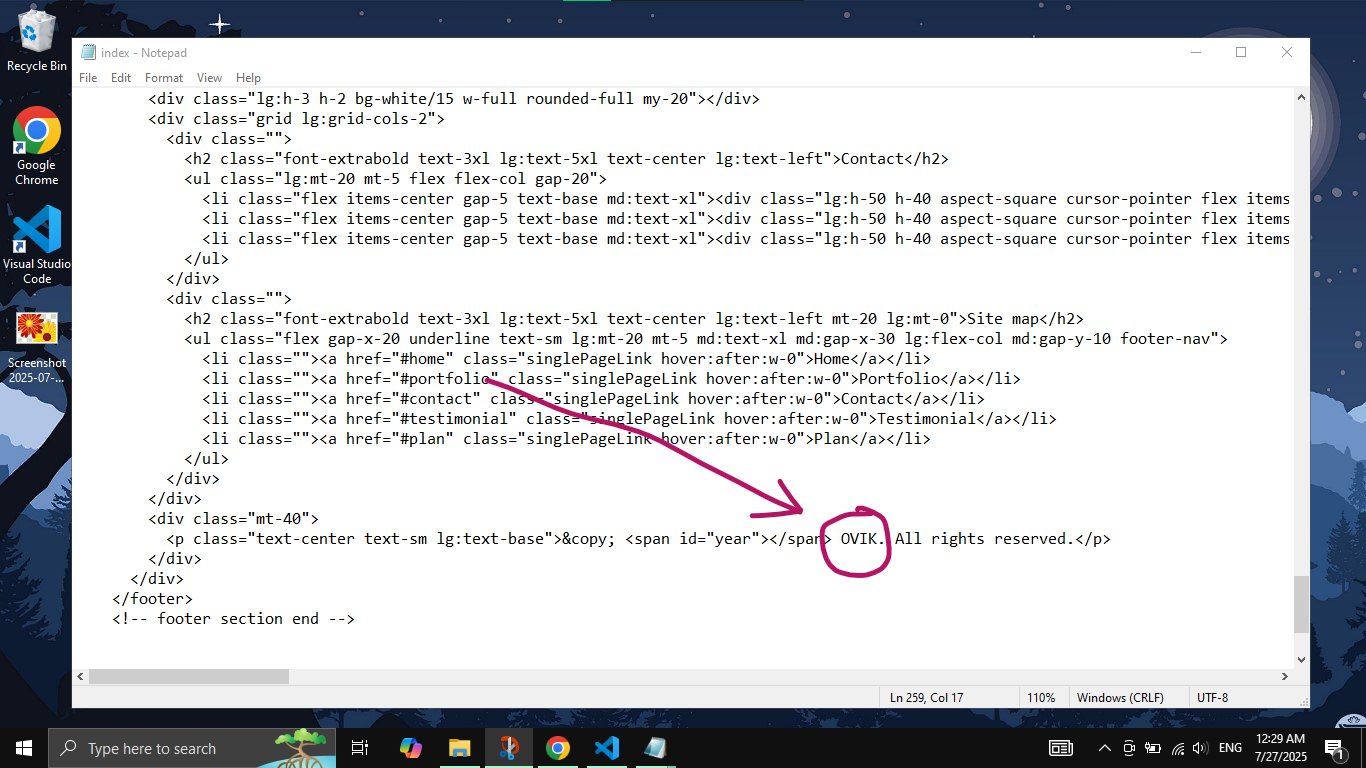 Recycle Bin
Google
Chrome
Visual Studio
Code
Screenshot
2025-07-...
index - Notepad
File Edit Format View Help
<div class="lg:h-3 h-2 bg-white/15 w-full rounded-full my-20"></div>
<div class="grid lg:grid-cols-2">
<div class="">
<h2 class="font-extrabold text-3xl lg:text-5xl text-center lg:text-left">Contact</h2>
<ul class="lg:mt-20 mt-5 flex flex-col gap-20">
<li class="flex items-center gap-5 text-base md:text-xl"><div class="lg:h-50 h-40 aspect-square cursor-pointer flex items
<li class="flex items-center gap-5 text-base md:text-xl"><div class="lg:h-50 h-40 aspect-square cursor-pointer flex items
<li class="flex items-center gap-5 text-base md:text-xl"><div class="lg:h-50 h-40 aspect-square cursor-pointer flex items
</ul>
</div>
<div class="">
<h2 class="font-extrabold text-3xl lg:text-5xl text-center lg:text-left mt-20 lg:mt-0">Site map</h2>
<ul class="flex gap-x-20 underline text-sm lg:mt-20 mt-5 md:text-xl md:gap-x-30 lg:flex-col md:gap-y-10 footer-nav">
<li class=""><a href="#home" class="singlePageLink hover:after:w-0">Home</a></li>
<li class=""><a href="#portfolio" class="singlePageLink hover:after:w-0">Portfolio</a></li>
<li class=""><a href="#contact" class="singlePageLink hover:after:w-0">Contact</a></li>
<li class=""><a href="#testimonial" class="singlePageLink hover:after:w-0">Testimonial</a></li>
<li class=""><a href="#plan" class="singlePageLink hover:after:w-0">Plan</a></li>
</ul>
</div>
</div>
<div class="mt-40">
<p class="text-center text-sm lg:text-base">&copy; <span id="year"></span> OVIK. All rights reserved.</p>
</div>
</div>
</footer>
<!-- footer section end -->
Ln 259, Col 17 110% Windows (CRLF) UTF-8
Type here to search
ENG
12:29 AM
7/27/2025
1